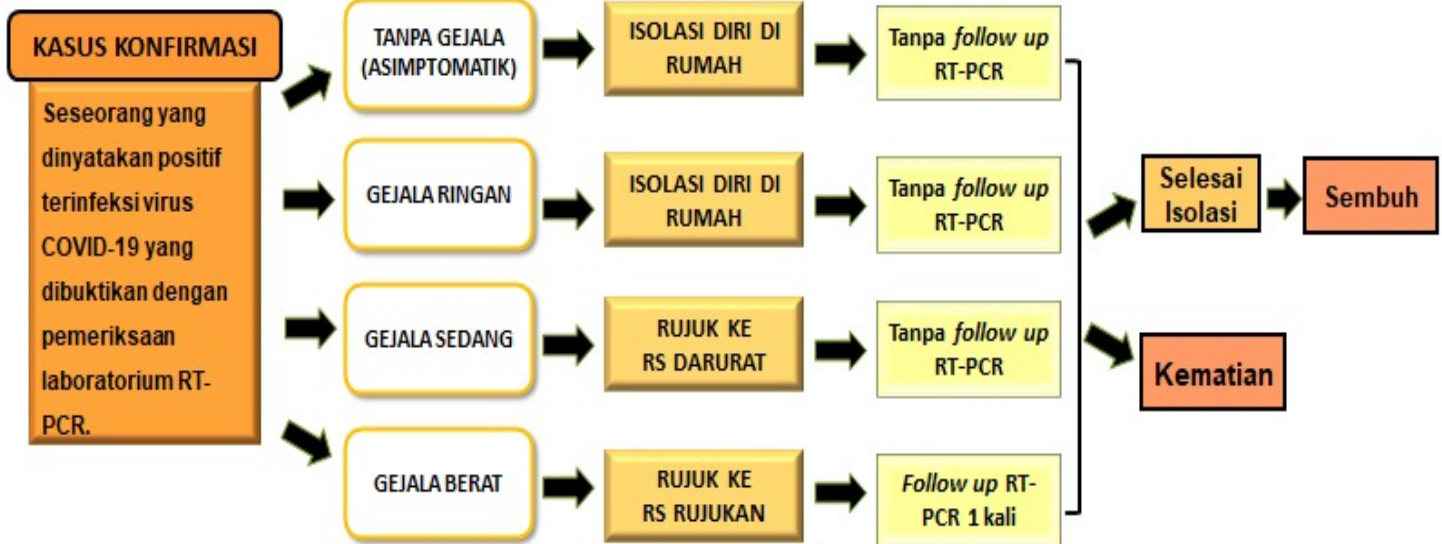 KASUS KONFIRMASI
Seseorang yang
dinyatakan positif
terinfeksi virus
COVID-19 yang
dibuktikan dengan
pemeriksaan
laboratorium RT-
PCR.
TANPA GEJALA
(ASIMPTOMATIK)
ISOLASI DIRI DI
RUMAH
Tanpa follow up
RT-PCR
GEJALA RINGAN
ISOLASI DIRI DI
RUMAH
Tanpa follow up
RT-PCR
GEJALA SEDANG
RUJUK KE
RS DARURAT
Tanpa follow up
RT-PCR
GEJALA BERAT
RUJUK KE
RS RUJUKAN
Follow up RT-
PCR 1 kali
Selesai
Isolasi
Sembuh
Kematian